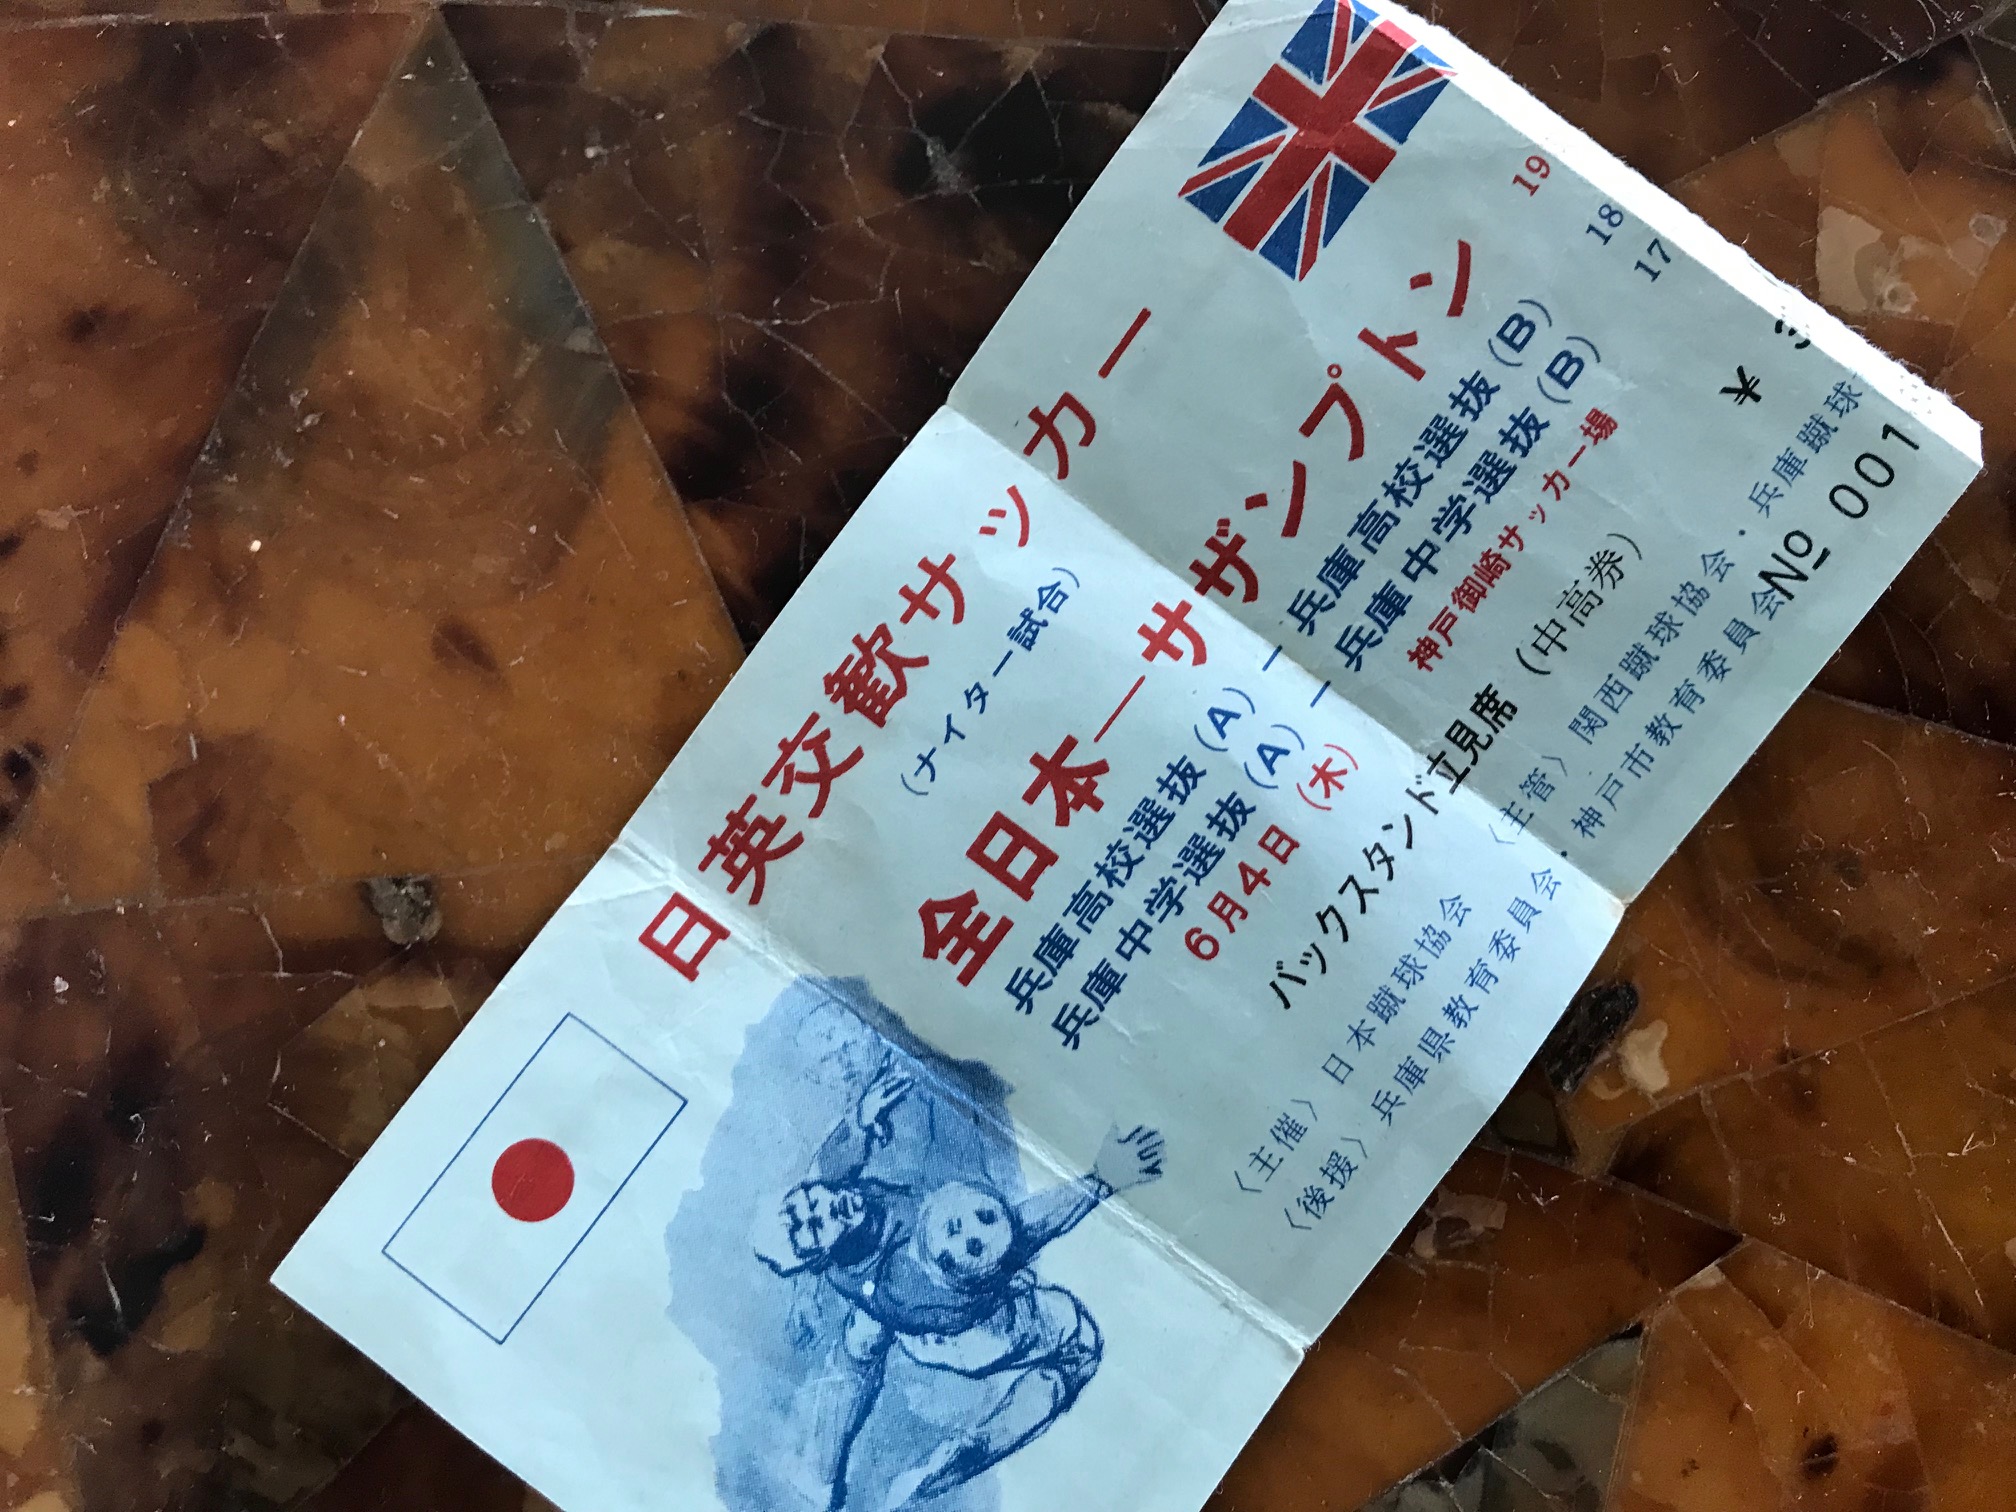 日英交歓サッカー
(ナイター試合)
全日本―サザンプトン 19
兵庫高校選抜(A) ― 兵庫高校選抜(B) 18
兵庫中学選抜(A) ― 兵庫中学選抜(B) 17
6月4日(木) 神戸御崎サッカー場
バックスタンド立見席 (中高券) ¥
〈主催〉日本蹴球協会 〈主管〉関西蹴球協会・兵庫蹴球
〈後援〉兵庫県教育委員会・神戸市教育委員会
No 001